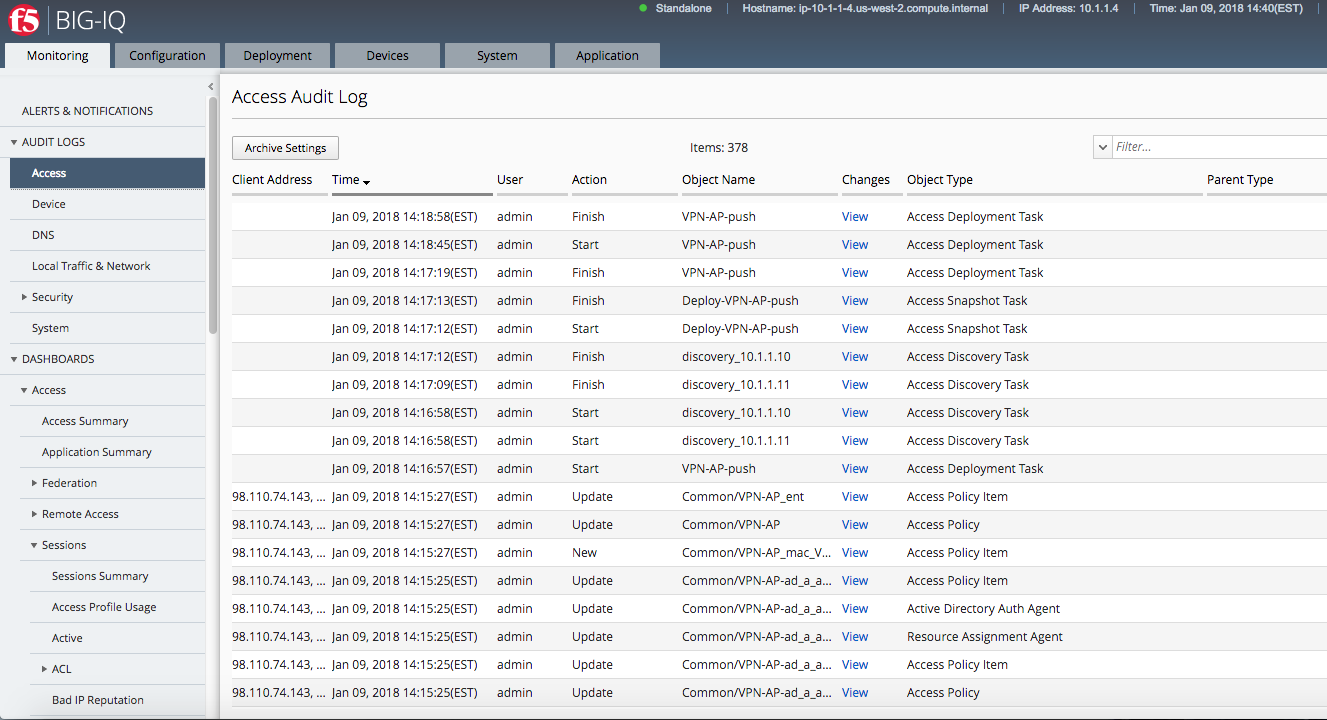 f5 BIG-IQ
Standalone Hostname: ip-10-1-1-4.us-west-2.compute.internal IP Address: 10.1.1.4 Time: Jan 09, 2018 14:40(EST)
Monitoring Configuration Deployment Devices System Application
ALERTS & NOTIFICATIONS
AUDIT LOGS
Access
Device
DNS
Local Traffic & Network
Security
System
DASHBOARDS
Access
Access Summary
Application Summary
Federation
Remote Access
Sessions
Sessions Summary
Access Profile Usage
Active
ACL
Bad IP Reputation
Access Audit Log
Archive Settings Items: 378 Filter...
Client Address Time User Action Object Name Changes Object Type Parent Type
Jan 09, 2018 14:18:58(EST) admin Finish VPN-AP-push View Access Deployment Task
Jan 09, 2018 14:18:45(EST) admin Start VPN-AP-push View Access Deployment Task
Jan 09, 2018 14:17:19(EST) admin Finish VPN-AP-push View Access Deployment Task
Jan 09, 2018 14:17:13(EST) admin Finish Deploy-VPN-AP-push View Access Snapshot Task
Jan 09, 2018 14:17:12(EST) admin Start Deploy-VPN-AP-push View Access Snapshot Task
Jan 09, 2018 14:17:12(EST) admin Finish discovery_10.1.1.10 View Access Discovery Task
Jan 09, 2018 14:17:09(EST) admin Finish discovery_10.1.1.11 View Access Discovery Task
Jan 09, 2018 14:16:58(EST) admin Start discovery_10.1.1.10 View Access Discovery Task
Jan 09, 2018 14:16:58(EST) admin Start discovery_10.1.1.11 View Access Discovery Task
Jan 09, 2018 14:16:57(EST) admin Start VPN-AP-push View Access Deployment Task
98.110.74.143, ... Jan 09, 2018 14:15:27(EST) admin Update Common/VPN-AP_ent View Access Policy Item
98.110.74.143, ... Jan 09, 2018 14:15:27(EST) admin Update Common/VPN-AP View Access Policy
98.110.74.143, ... Jan 09, 2018 14:15:27(EST) admin New Common/VPN-AP_mac_V... View Access Policy Item
98.110.74.143, ... Jan 09, 2018 14:15:25(EST) admin Update Common/VPN-AP-ad_a_a... View Access Policy Item
98.110.74.143, ... Jan 09, 2018 14:15:25(EST) admin Update Common/VPN-AP-ad_a_a... View Active Directory Auth Agent
98.110.74.143, ... Jan 09, 2018 14:15:25(EST) admin Update Common/VPN-AP-ad_a_a... View Resource Assignment Agent
98.110.74.143, ... Jan 09, 2018 14:15:25(EST) admin Update Common/VPN-AP-ad_a_a... View Access Policy Item
98.110.74.143, ... Jan 09, 2018 14:15:25(EST) admin Update Common/VPN-AP-ad_a_a... View Access Policy